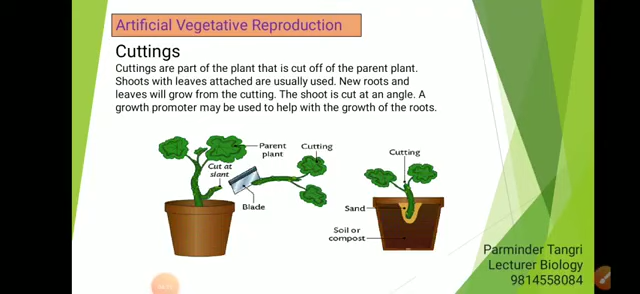 Artificial Vegetative Reproduction
Cuttings
Cuttings are part of the plant that is cut off of the parent plant.
Shoots with leaves attached are usually used. New roots and
leaves will grow from the cutting. The shoot is cut at an angle. A
growth promoter may be used to help with the growth of the roots.
Parent
plant
Cutting
Cut at
slant
Blade
Cutting
Sand
Soil or
compost
Parminder Tangri
Lecturer Biology
9814558084